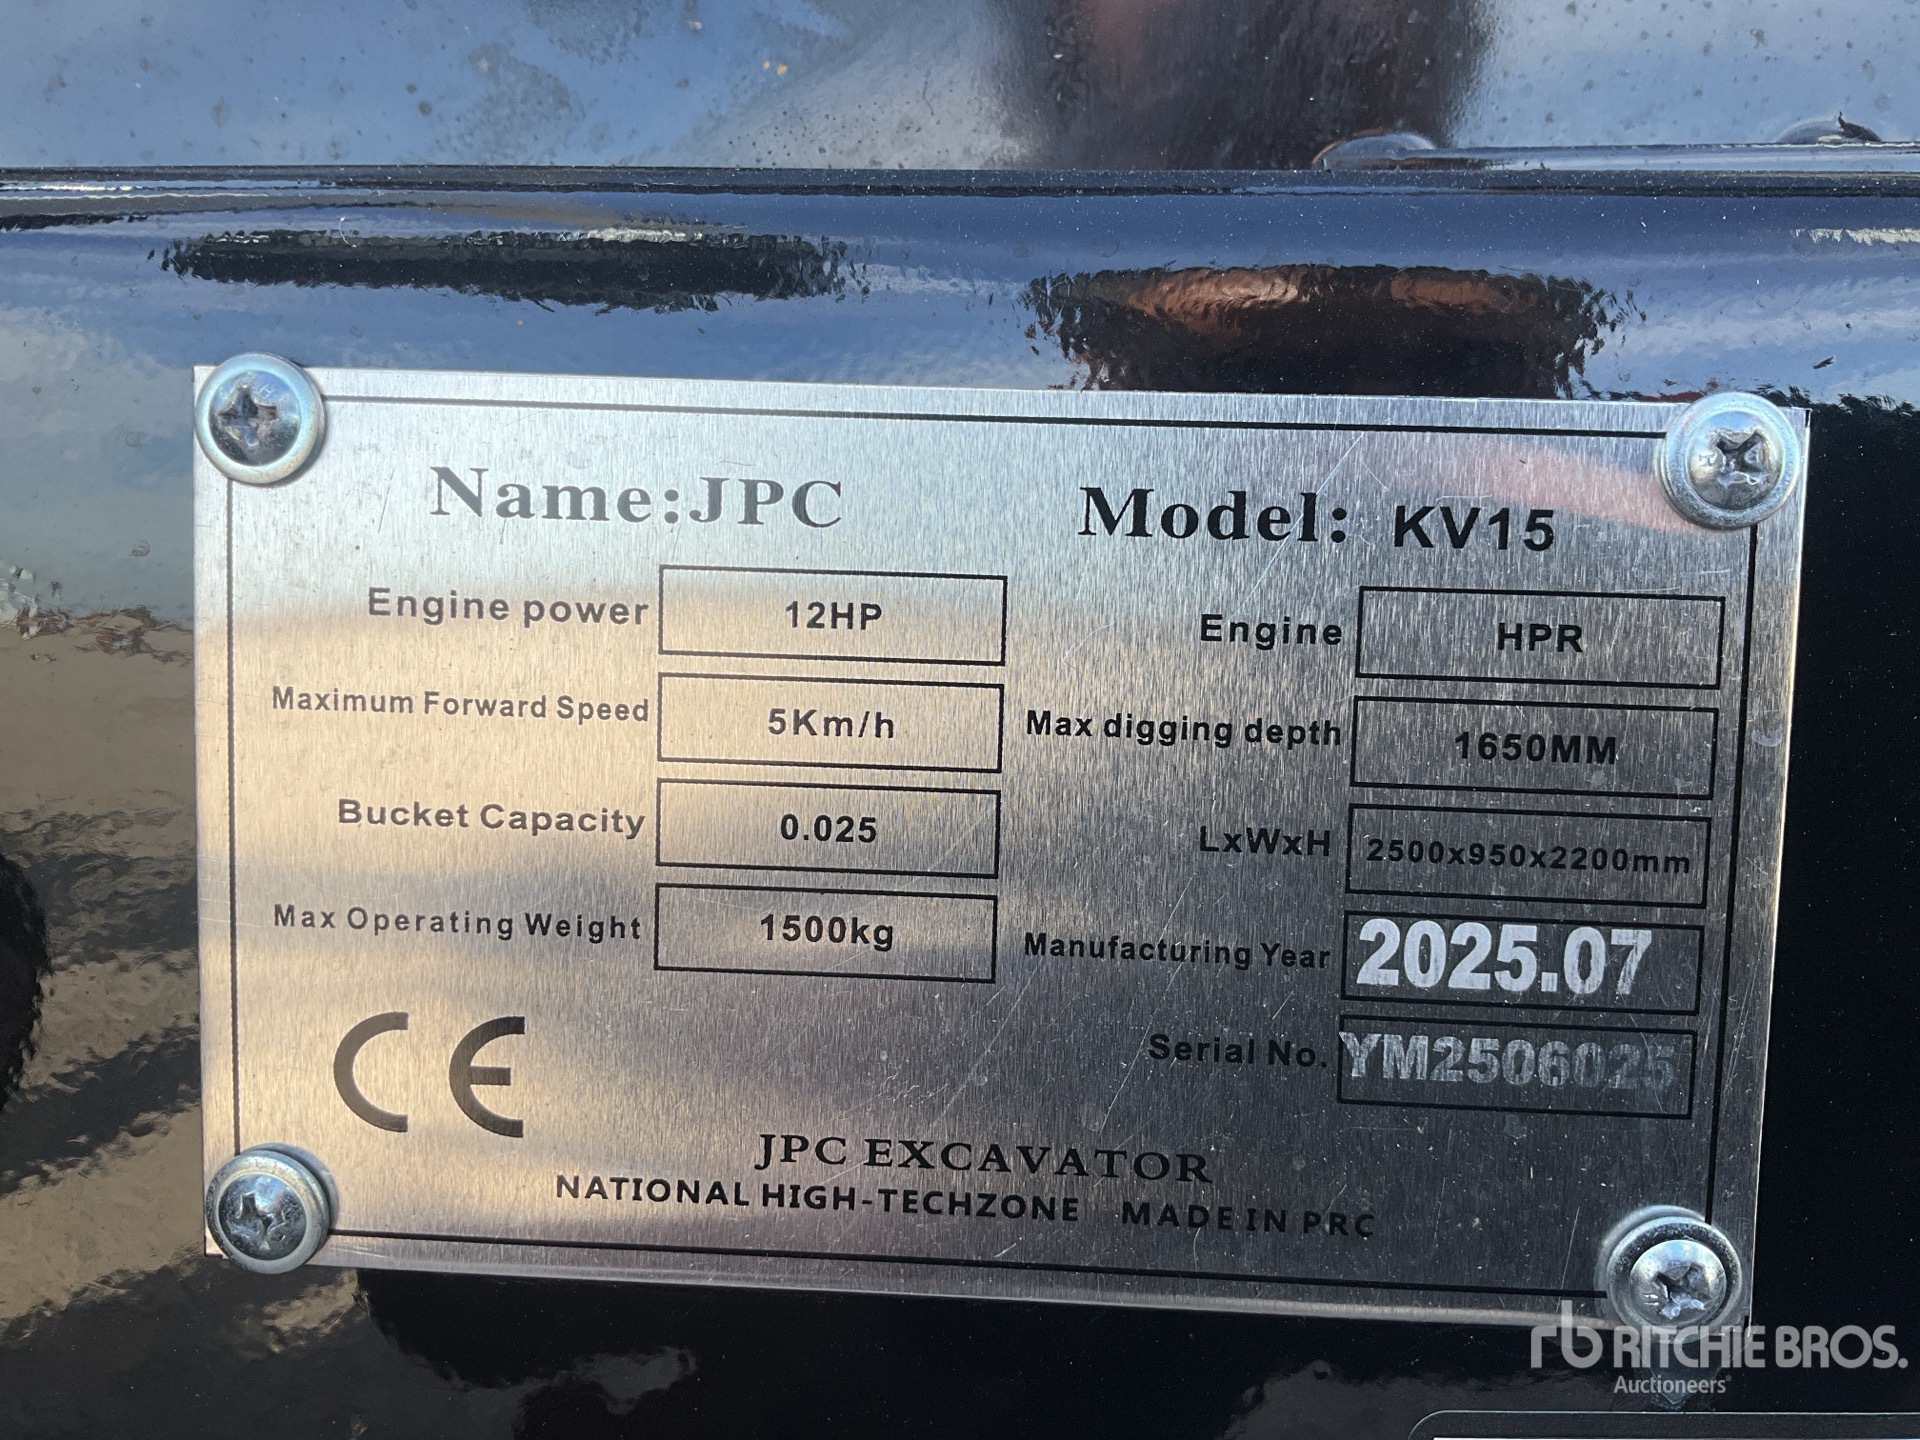 Name:JPC Model: KV15
Engine power 12HP Engine HPR
Maximum Forward Speed 5Km/h Max digging depth 1650MM
Bucket Capacity 0.025 LxWxH 2500x950x2200mm
Max Operating Weight 1500kg Manufacturing Year 2025.07
CE Serial No. YM2506025
JPC EXCAVATOR
NATIONAL HIGH-TECHZONE MADE IN PRC
rb RITCHIE BROS.
Auctioneers